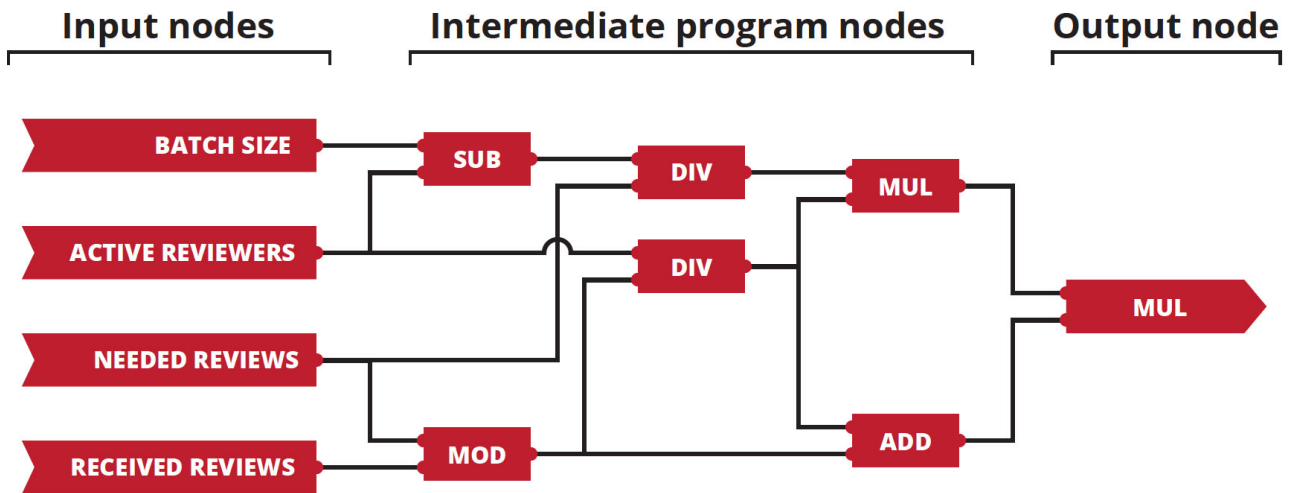 Input nodes
Intermediate program nodes
Output node
BATCH SIZE
SUB
DIV
MUL
ACTIVE REVIEWERS
DIV
MUL
NEEDED REVIEWS
MOD
ADD
RECEIVED REVIEWS